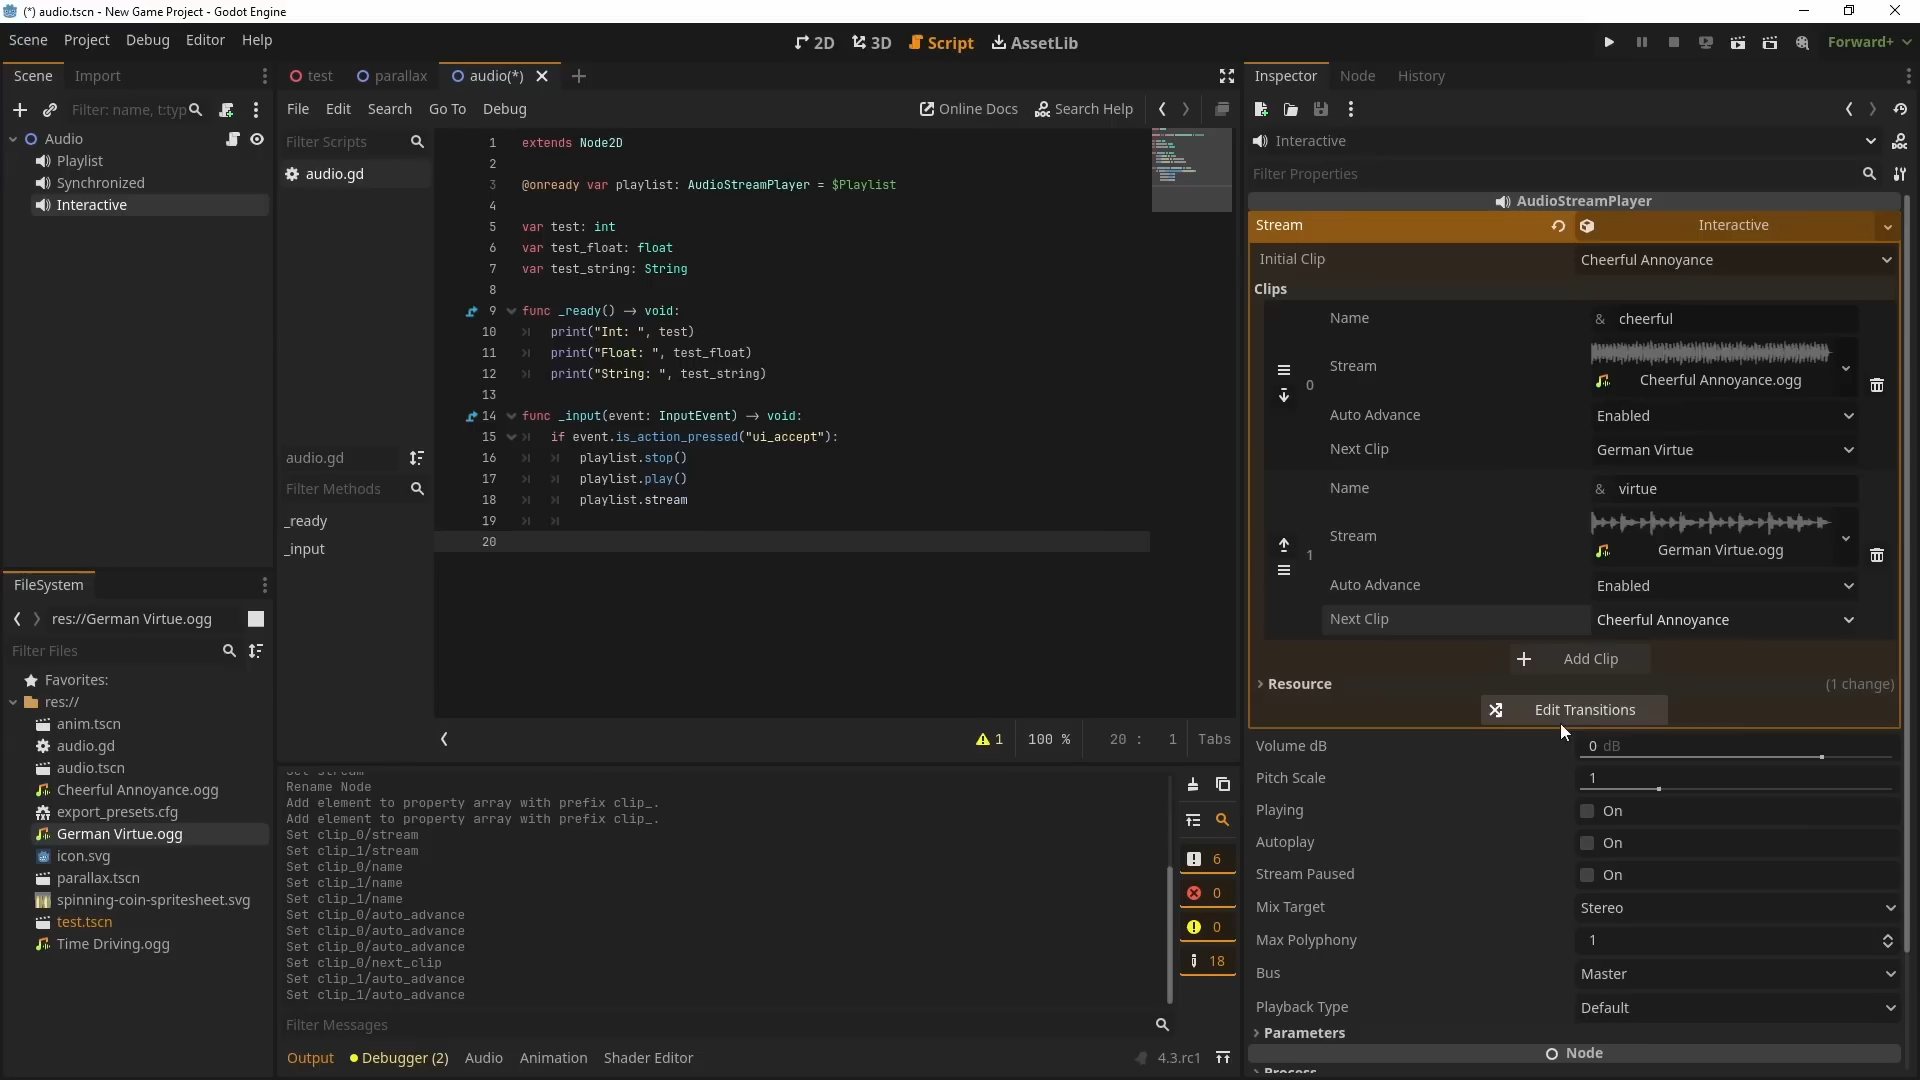 (*) audio.tscn - New Game Project - Godot Engine
Scene Project Debug Editor Help
2D 3D Script AssetLib
Forward+
Scene Import
Filter: name, t:typ
Audio
Playlist
Synchronized
Interactive
FileSystem
res://German Virtue.ogg
Filter Files
Favorites:
res://
anim.tscn
audio.gd
audio.tscn
Cheerful Annoyance.ogg
export_presets.cfg
German Virtue.ogg
icon.svg
parallax.tscn
spinning-coin-spritesheet.svg
test.tscn
Time Driving.ogg
test parallax audio(*)
File Edit Search Go To Debug
Online Docs Search Help
Filter Scripts
audio.gd
audio.gd
Filter Methods
_ready
_input
1 extends Node2D
2
3 @onready var playlist: AudioStreamPlayer = $Playlist
4
5 var test: int
6 var test_float: float
7 var test_string: String
8
9 func _ready() -> void:
10 print("Int: ", test)
11 print("Float: ", test_float)
12 print("String: ", test_string)
13
14 func _input(event: InputEvent) -> void:
15 if event.is_action_pressed("ui_accept"):
16 playlist.stop()
17 playlist.play()
18 playlist.stream
19
20
1 100 % 20 : 1 Tabs
Set stream
Rename Node
Add element to property array with prefix clip_.
Add element to property array with prefix clip_.
Set clip_0/stream
Set clip_1/stream
Set clip_0/name
Set clip_1/name
Set clip_1/name
Set clip_0/auto_advance
Set clip_0/auto_advance
Set clip_0/auto_advance
Set clip_0/next_clip
Set clip_1/auto_advance
Set clip_1/auto_advance
6
0
0
18
Filter Messages
Output Debugger (2) Audio Animation Shader Editor
4.3.rc1
Inspector Node History
Interactive
Filter Properties
AudioStreamPlayer
Stream Interactive
Initial Clip Cheerful Annoyance
Clips
0
Name & cheerful
Stream Cheerful Annoyance.ogg
Auto Advance Enabled
Next Clip German Virtue
1
Name & virtue
Stream German Virtue.ogg
Auto Advance Enabled
Next Clip Cheerful Annoyance
Add Clip
Resource (1 change)
Edit Transitions
Volume dB 0 dB
Pitch Scale 1
Playing On
Autoplay On
Stream Paused On
Mix Target Stereo
Max Polyphony 1
Bus Master
Playback Type Default
Parameters
Node
Process